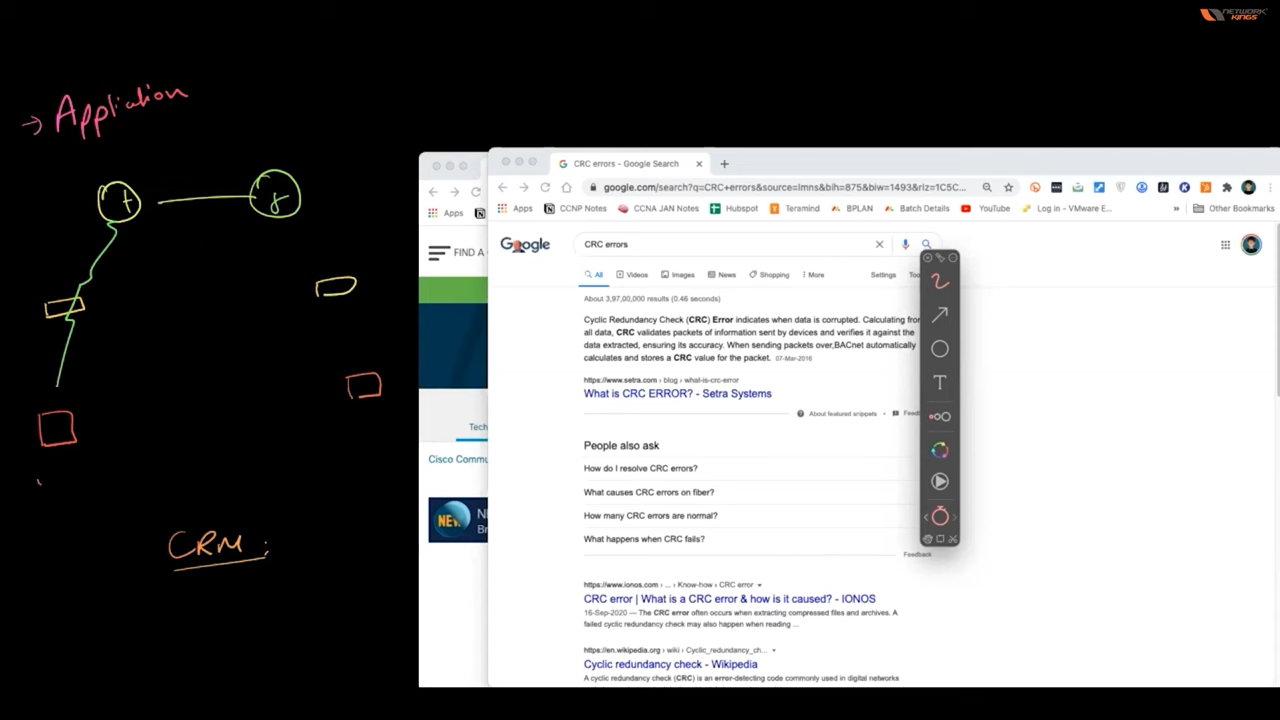 NETWORK
KINGS
→ Appliation
CRM :
FIND A
Apps
Tech
Cisco Commu
NEW
CRC errors - Google Search
google.com/search?q=CRC+errors&source=lmns&bih=875&biw=1493&rlz=1C5C...
Apps CCNP Notes CCNA JAN Notes Hubspot Teramind BPLAN Batch Details YouTube Log in - VMware E... » Other Bookmarks
Google CRC errors
All Videos Images News Shopping More Settings Too
About 3,97,00,000 results (0.46 seconds)
Cyclic Redundancy Check (CRC) Error indicates when data is corrupted. Calculating from
all data, CRC validates packets of information sent by devices and verifies it against the
data extracted, ensuring its accuracy. When sending packets over,BACnet automatically
calculates and stores a CRC value for the packet. 07-Mar-2016
https://www.setra.com › blog › what-is-crc-error
What is CRC ERROR? - Setra Systems
About featured snippets • Feed
People also ask
How do I resolve CRC errors?
What causes CRC errors on fiber?
How many CRC errors are normal?
What happens when CRC fails?
Feedback
https://www.ionos.com › ... › Know-how › CRC error
CRC error | What is a CRC error & how is it caused? - IONOS
16-Sep-2020 — The CRC error often occurs when extracting compressed files and archives. A
failed cyclic redundancy check may also happen when reading ...
https://en.wikipedia.org › wiki › Cyclic_redundancy_ch...
Cyclic redundancy check - Wikipedia
A cyclic redundancy check (CRC) is an error-detecting code commonly used in digital networks
T